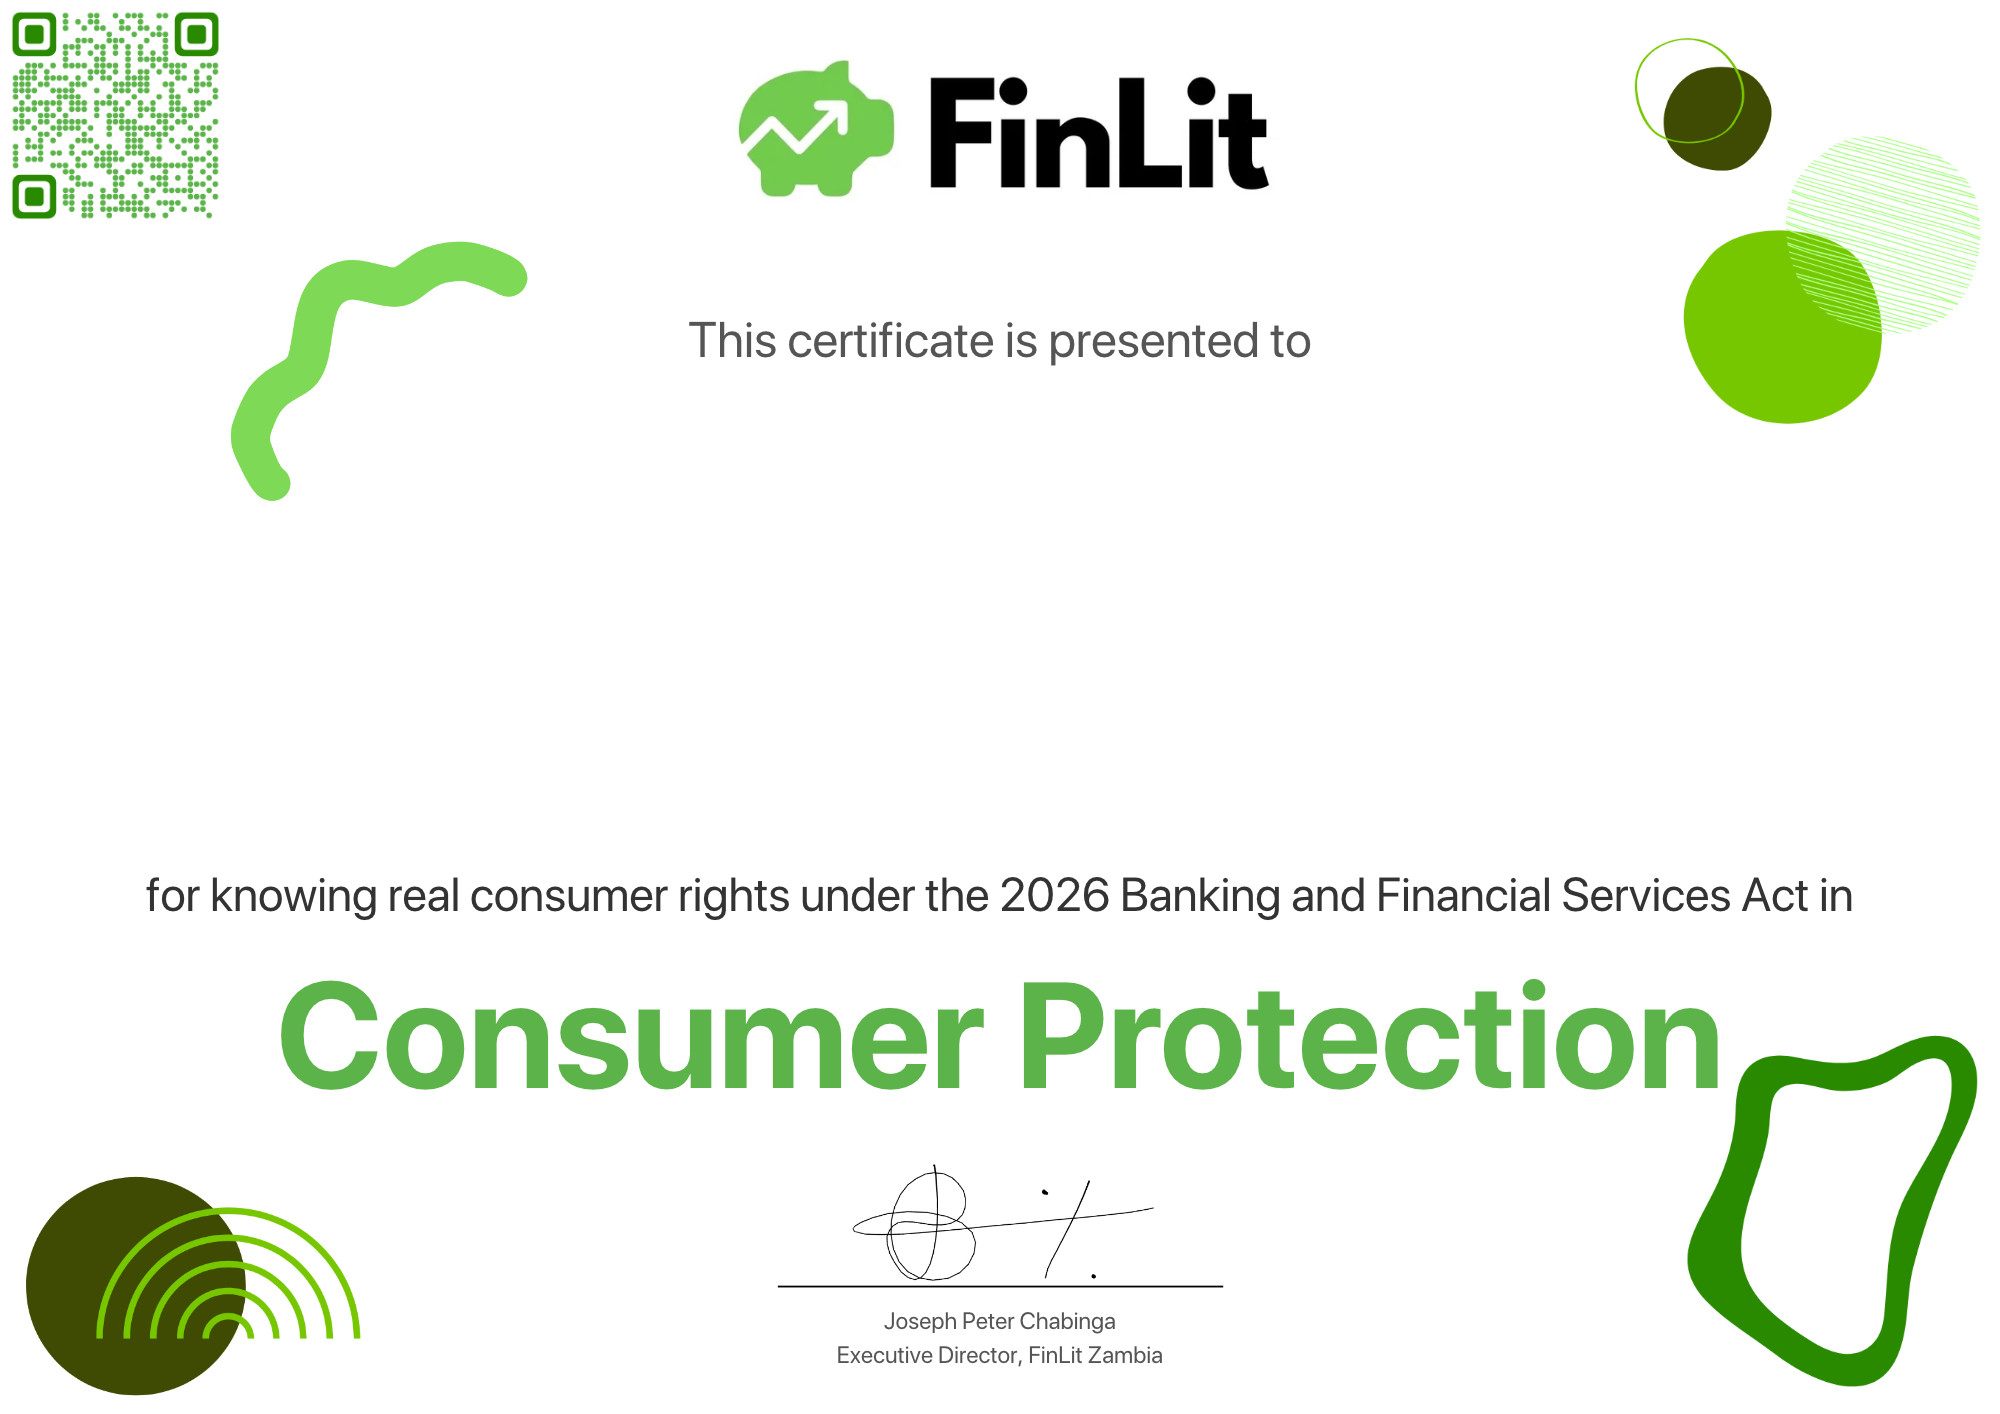 FinLit
This certificate is presented to
for knowing real consumer rights under the 2026 Banking and Financial Services Act in
Consumer Protection
Joseph Peter Chabinga
Executive Director, FinLit Zambia